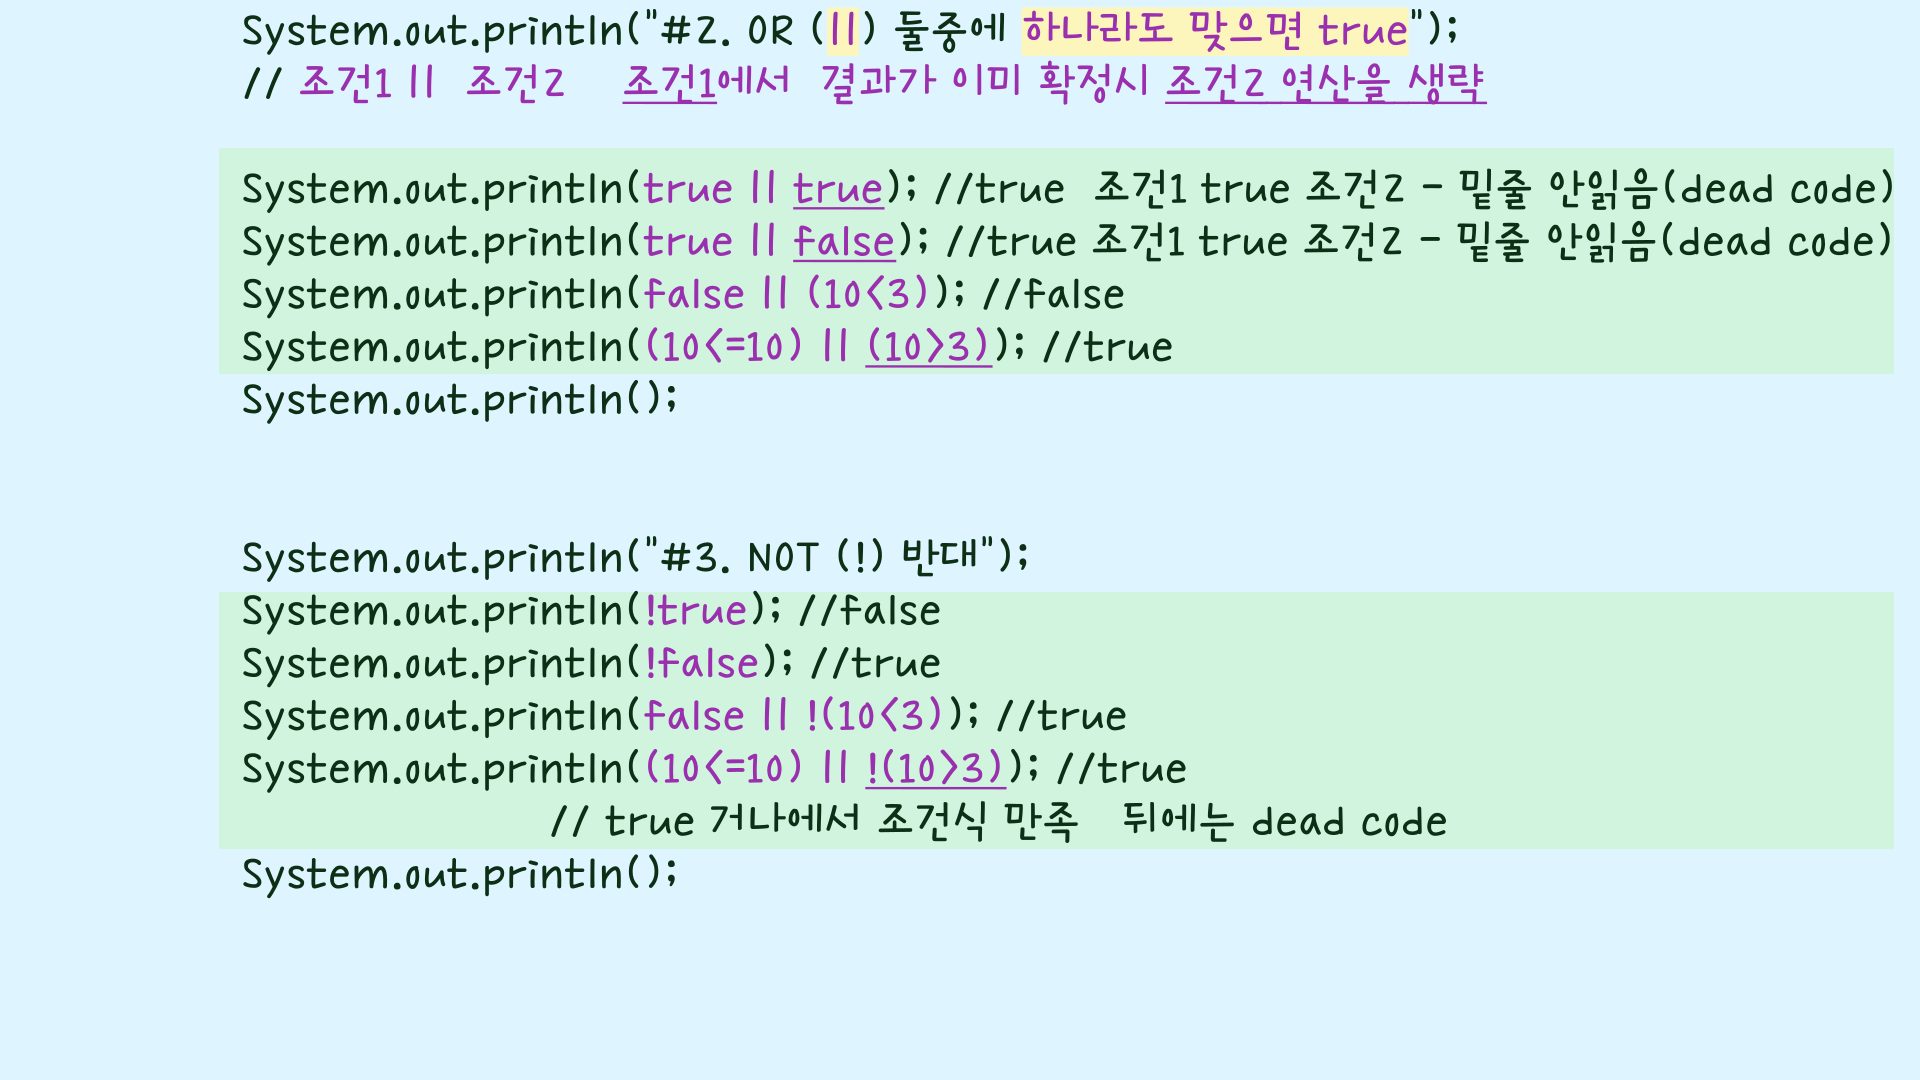 System.out.println("#2. OR (||) 둘중에 하나라도 맞으면 true");
// 조건1 || 조건2 조건1에서 결과가 이미 확정시 조건2 연산을 생략
System.out.println(true || true); //true 조건1 true 조건2 - 밑줄 안읽음(dead code)
System.out.println(true || false); //true 조건1 true 조건2 - 밑줄 안읽음(dead code)
System.out.println(false || (10<3)); //false
System.out.println((10<=10) || (10>3)); //true
System.out.println();
System.out.println("#3. NOT (!) 반대");
System.out.println(!true); //false
System.out.println(!false); //true
System.out.println(false || !(10<3)); //true
System.out.println((10<=10) || !(10>3)); //true
// true 거나에서 조건식 만족 뒤에는 dead code
System.out.println();